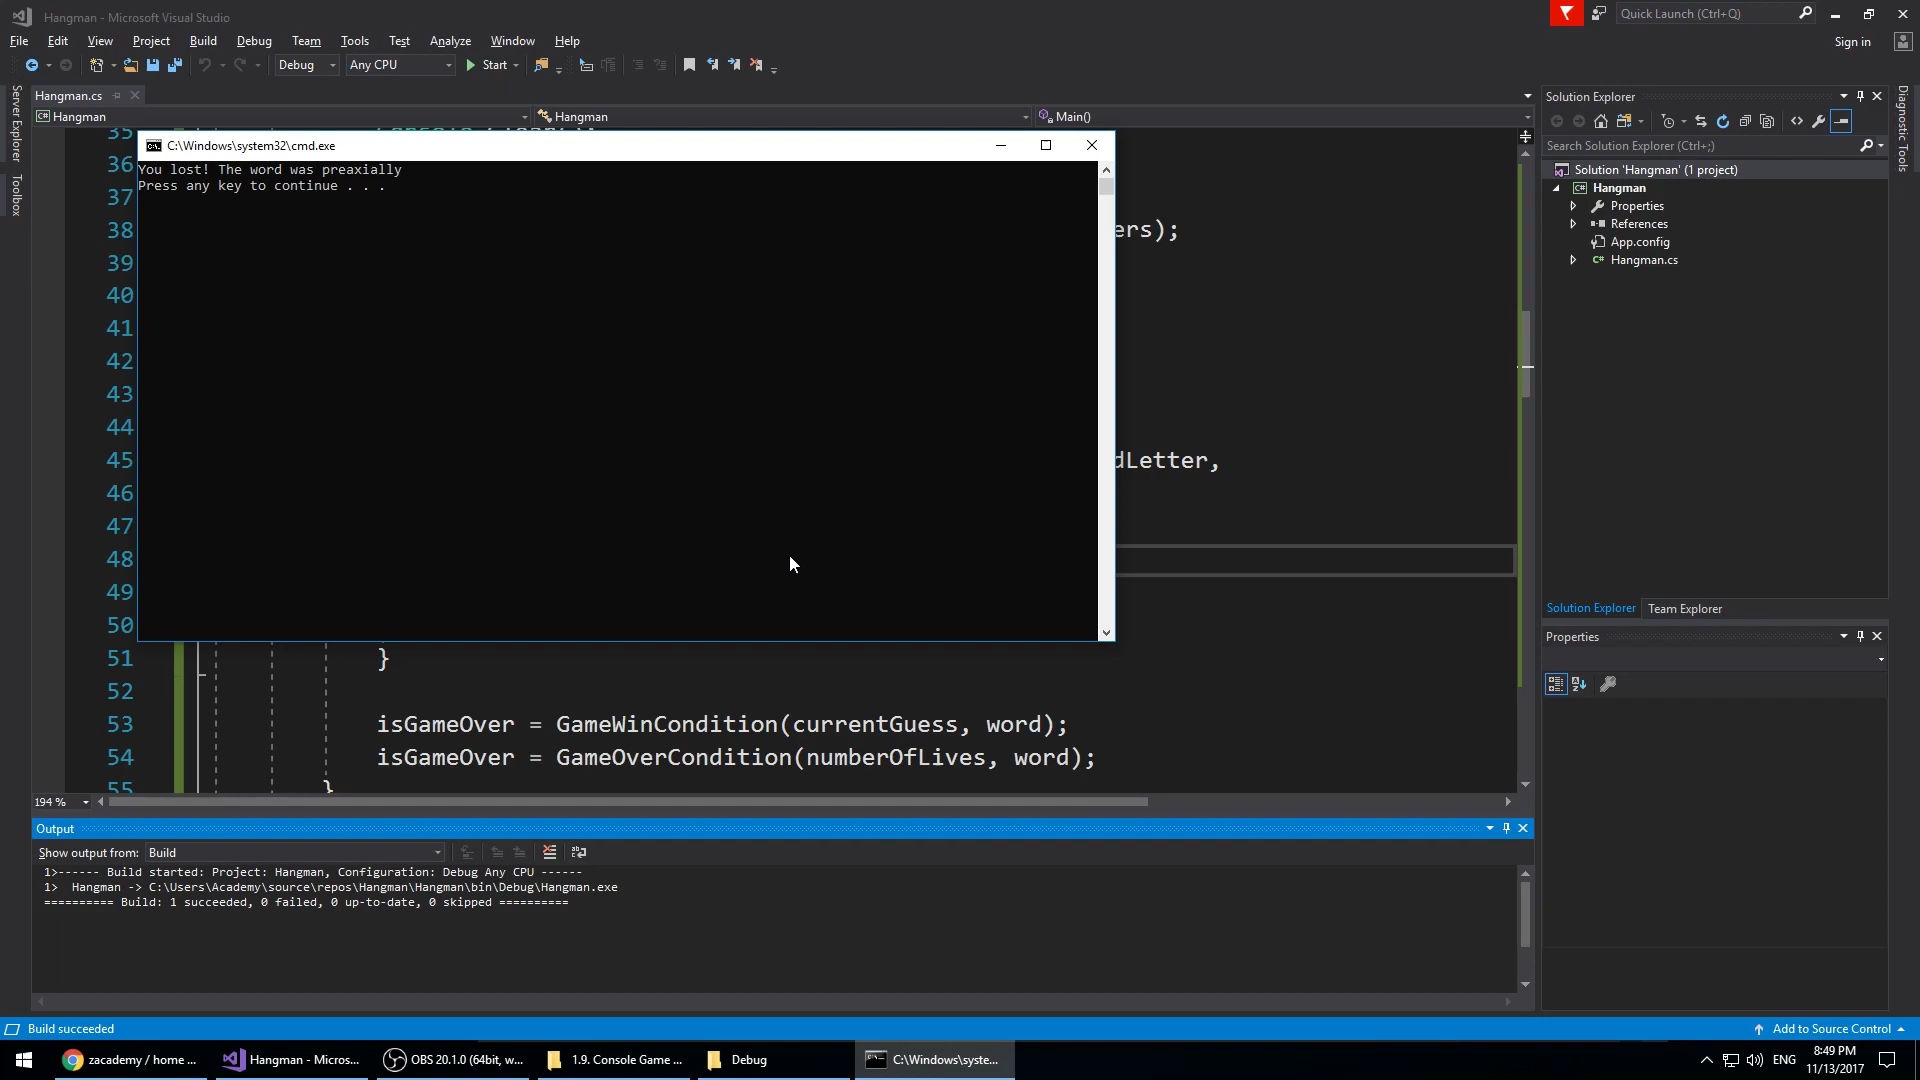 Hangman - Microsoft Visual Studio
Quick Launch (Ctrl+Q)
File Edit View Project Build Debug Team Tools Test Analyze Window Help
Sign in
Debug Any CPU Start
Server Explorer
Toolbox
Hangman.cs
Hangman Hangman Main()
C:\Windows\system32\cmd.exe
You lost! The word was preaxially
Press any key to continue . . .
35
36
37
38 ers);
39
40
41
42
43
44
45 dLetter,
46
47
48
49
50
51 }
52
53 isGameOver = GameWinCondition(currentGuess, word);
54 isGameOver = GameOverCondition(numberOfLives, word);
55 }
194 %
Solution Explorer
Search Solution Explorer (Ctrl+;)
Solution 'Hangman' (1 project)
Hangman
Properties
References
App.config
Hangman.cs
Solution Explorer Team Explorer
Properties
Diagnostic Tools
Output
Show output from: Build
1>------ Build started: Project: Hangman, Configuration: Debug Any CPU ------
1>  Hangman -> C:\Users\Academy\source\repos\Hangman\Hangman\bin\Debug\Hangman.exe
========== Build: 1 succeeded, 0 failed, 0 up-to-date, 0 skipped ==========
Build succeeded
Add to Source Control
zacademy / home ...
Hangman - Micros...
OBS 20.1.0 (64bit, w...
1.9. Console Game ...
Debug
C:\Windows\syste...
ENG
8:49 PM
11/13/2017